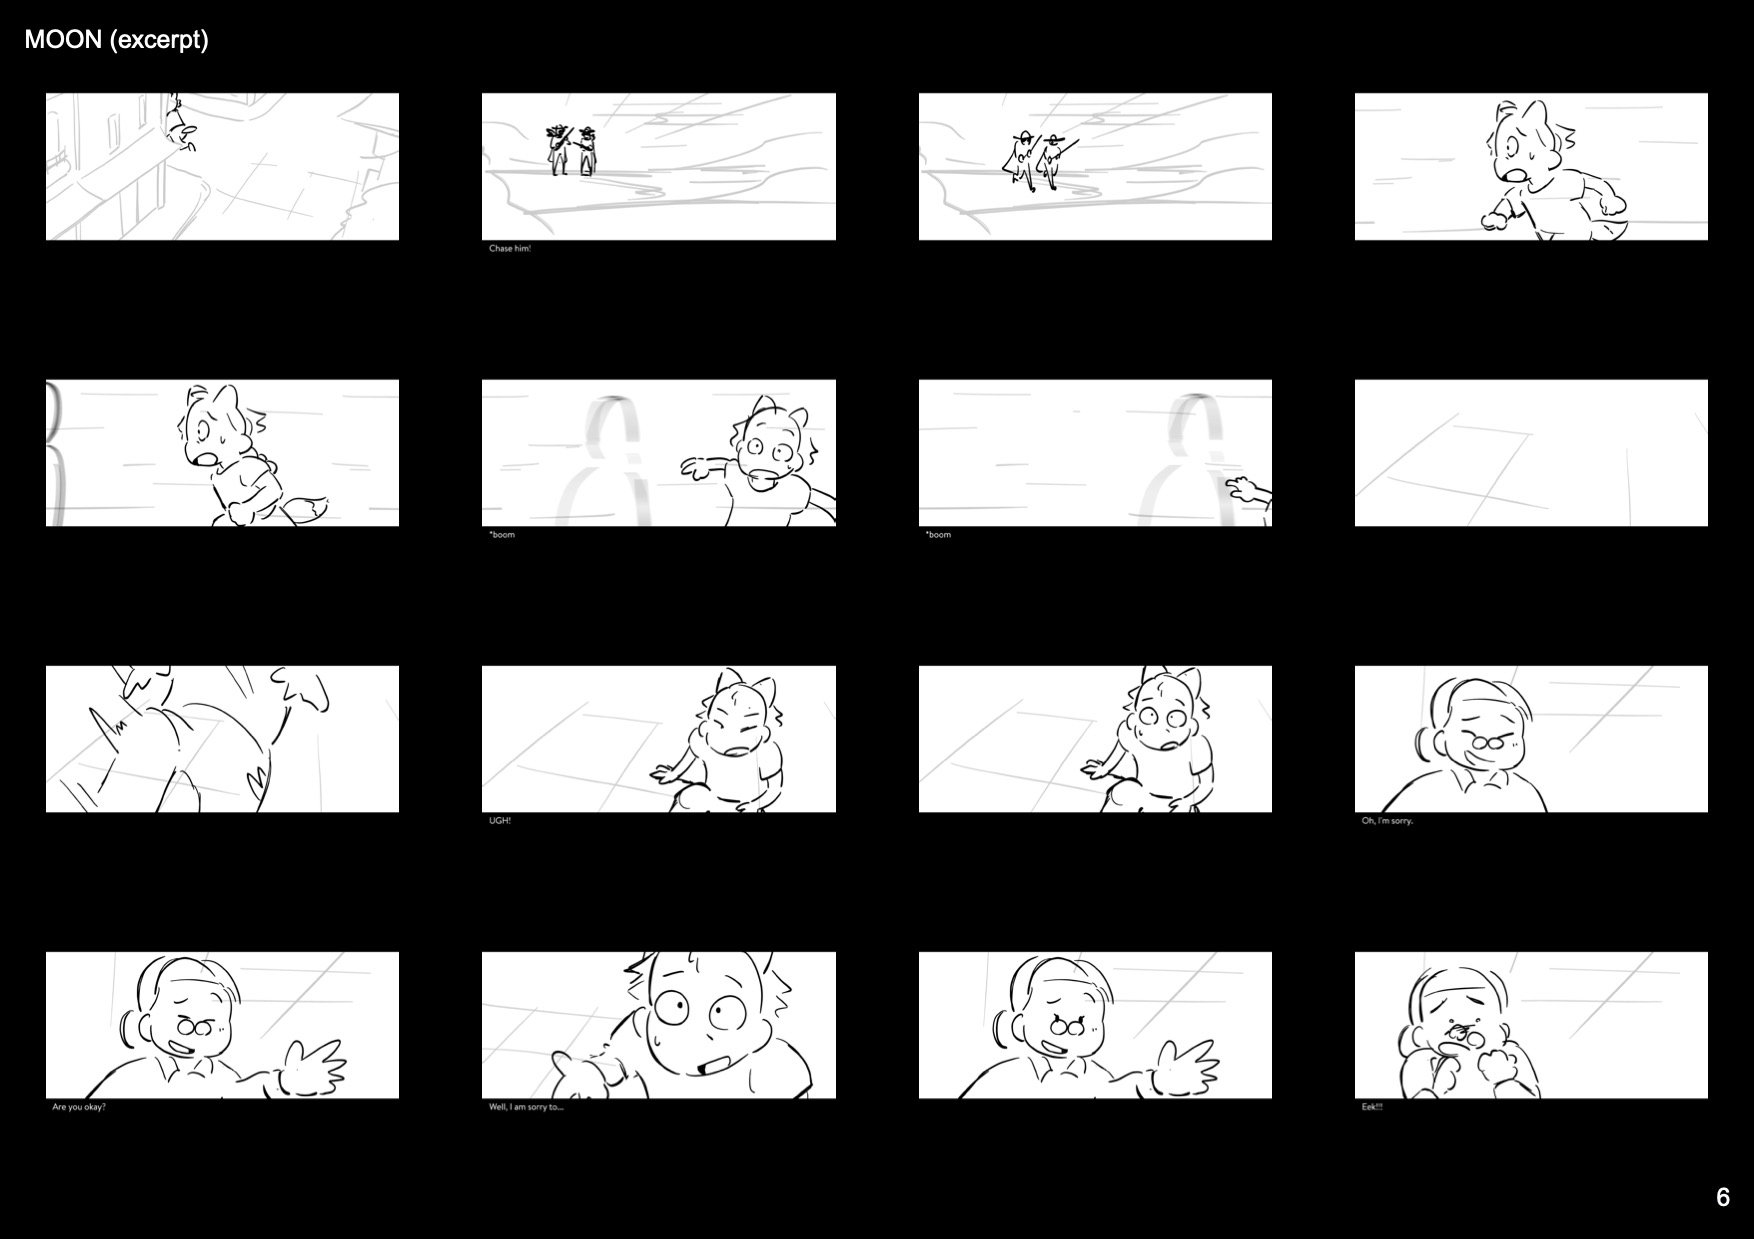 MOON (excerpt)
Chase him!
*boom
*boom
UGH!
Oh, I'm sorry.
Are you okay?
Well, I am sorry to...
Eek!!!
6